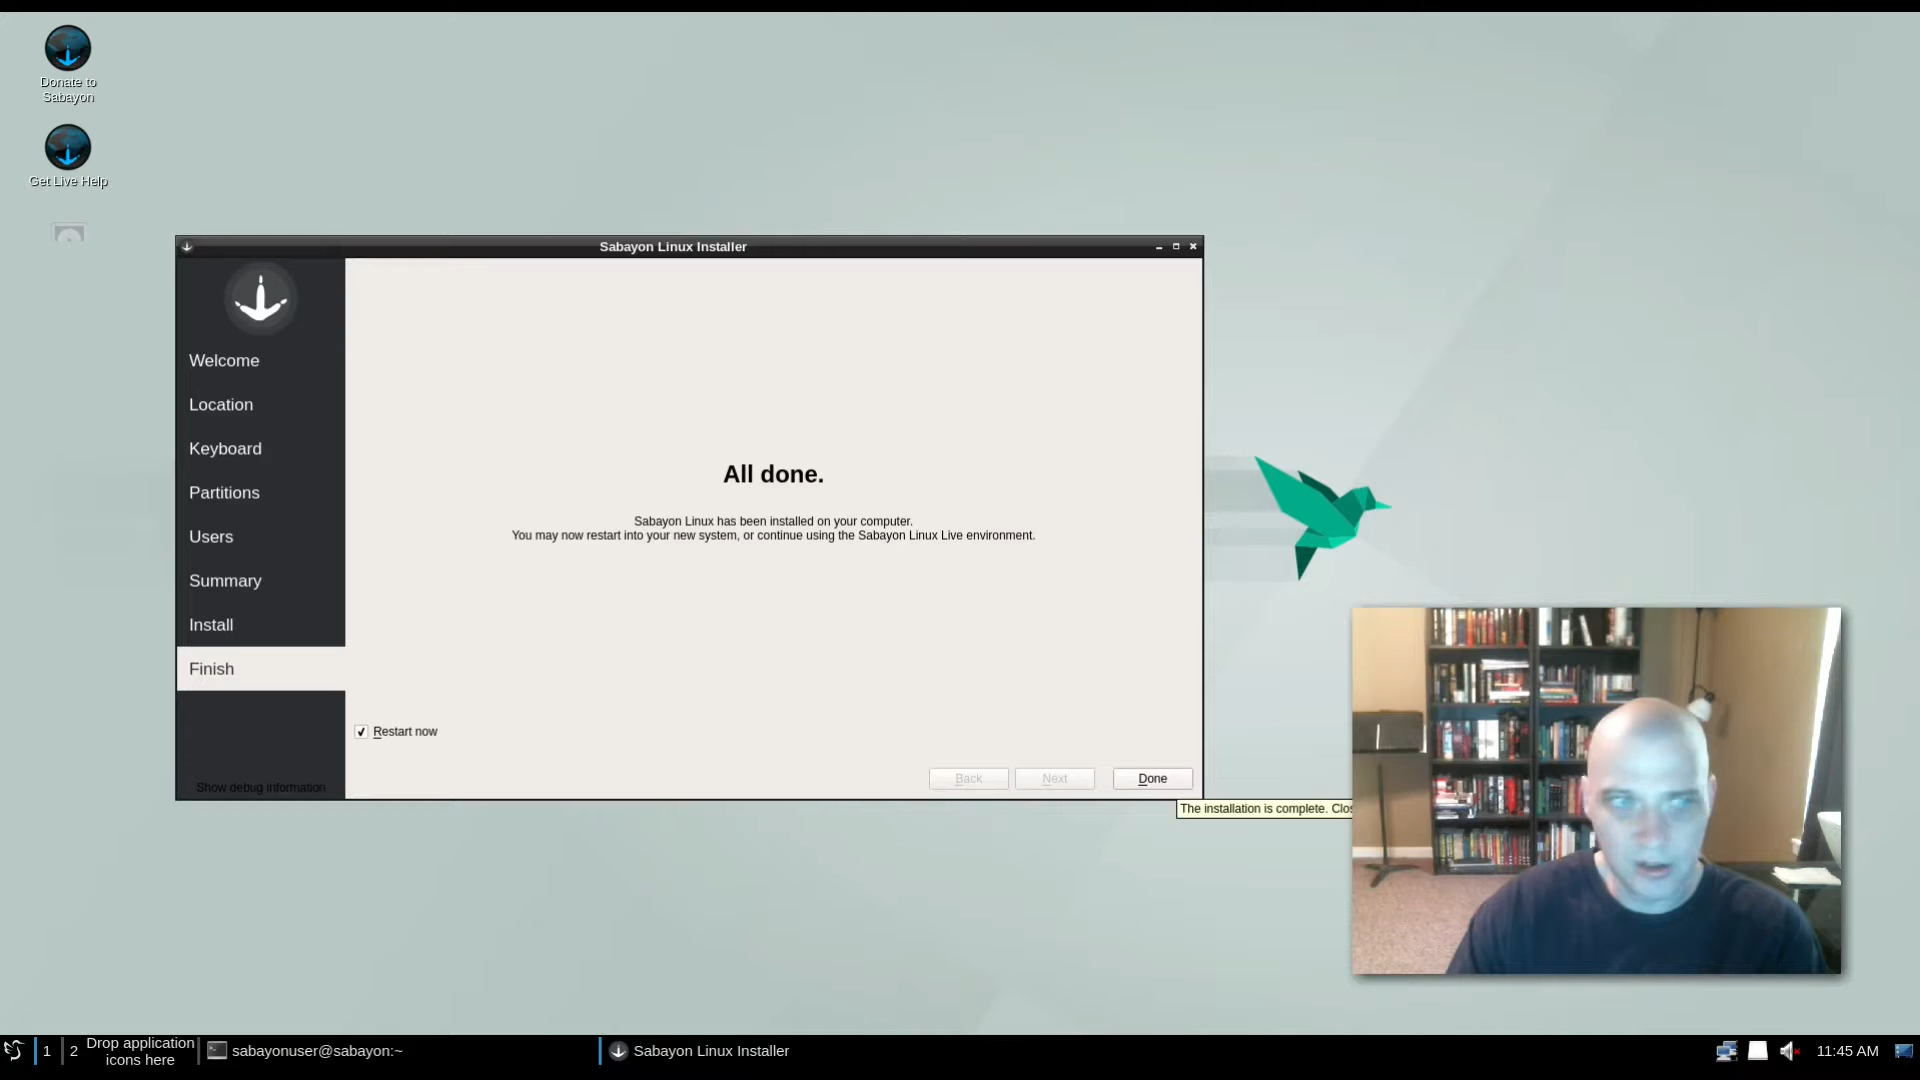 Donate to
Sabayon
Get Live Help
Sabayon Linux Installer
Welcome
Location
Keyboard
Partitions
Users
Summary
Install
Finish
Show debug information
All done.
Sabayon Linux has been installed on your computer.
You may now restart into your new system, or continue using the Sabayon Linux Live environment.
Restart now
Back
Next
Done
The installation is complete.
1
2
Drop application
icons here
sabayonuser@sabayon:~
Sabayon Linux Installer
11:45 AM